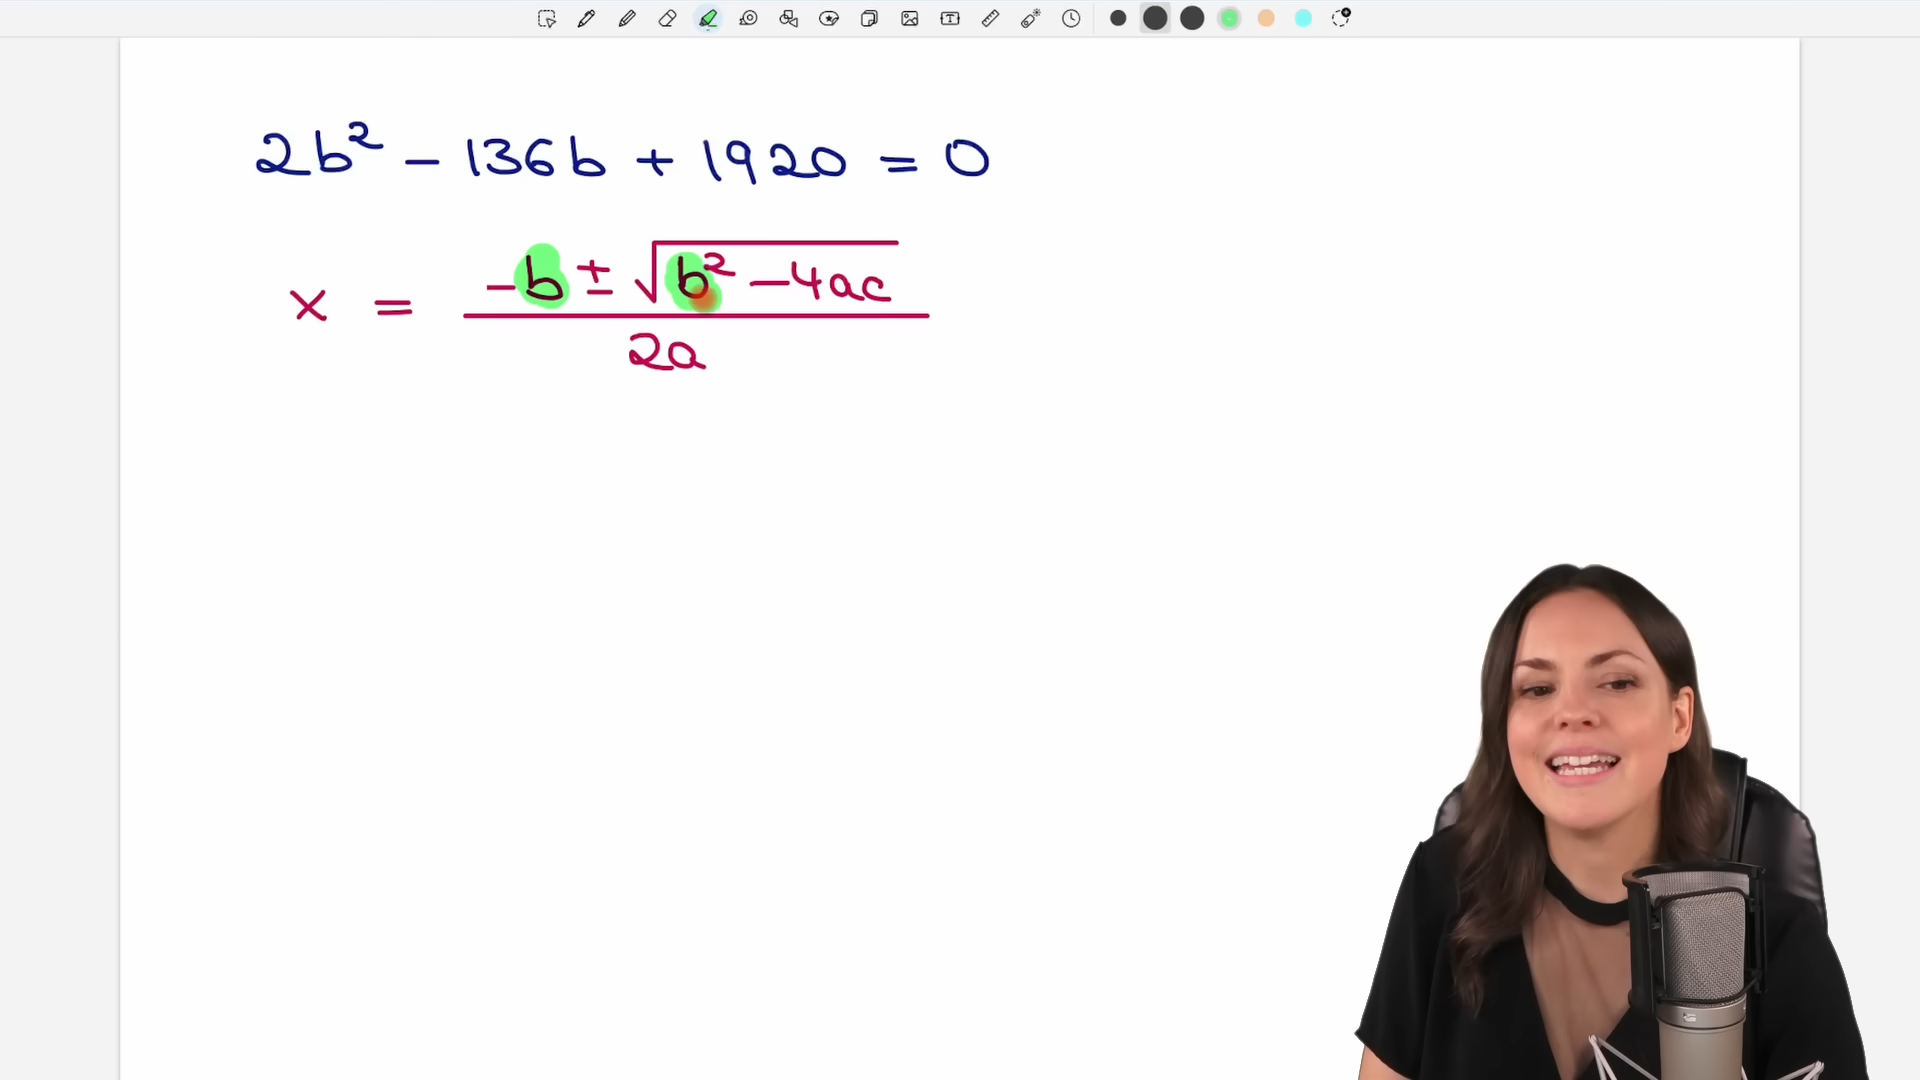 2b² − 136b + 1920 = 0
x = (−b ± √(b² − 4ac)) / 2a